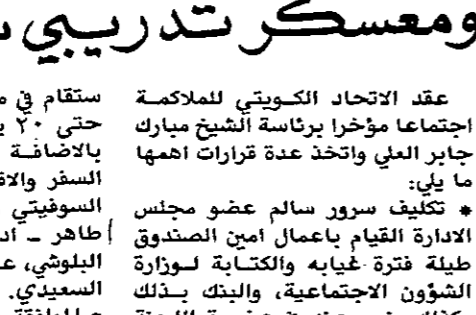 ومعسكر تدريبي
عقد الاتحاد الكويتي للملاكمة
اجتماعا مؤخرا برئاسة الشيخ مبارك
جابر العلي واتخذ عدة قرارات اهمها
ما يلي:
* تكليف سرور سالم عضو مجلس
الادارة القيام باعمال امين الصندوق
طيلة فترة غيابه والكتابة لوزارة
الشؤون الاجتماعية، والبنك بذلك
ستقام في
حتى ٢٠
بالاضافة
السفر
السوفيتي
طاهر ـ
البلوشي،
السعيدي.